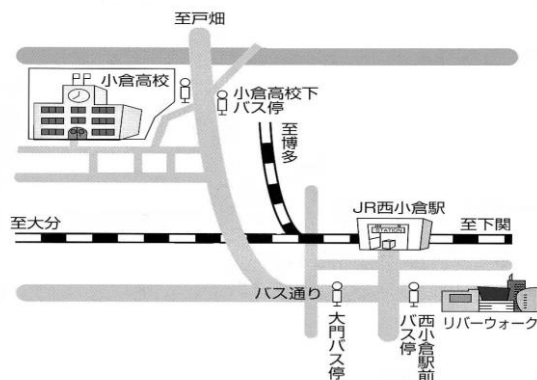 至戸畑
小倉高校
小倉高校下
バス停
至博多
JR西小倉駅
至大分
至下関
STATION
バス通り
大門バス停
西小倉駅前
バス停
リバーウォーク